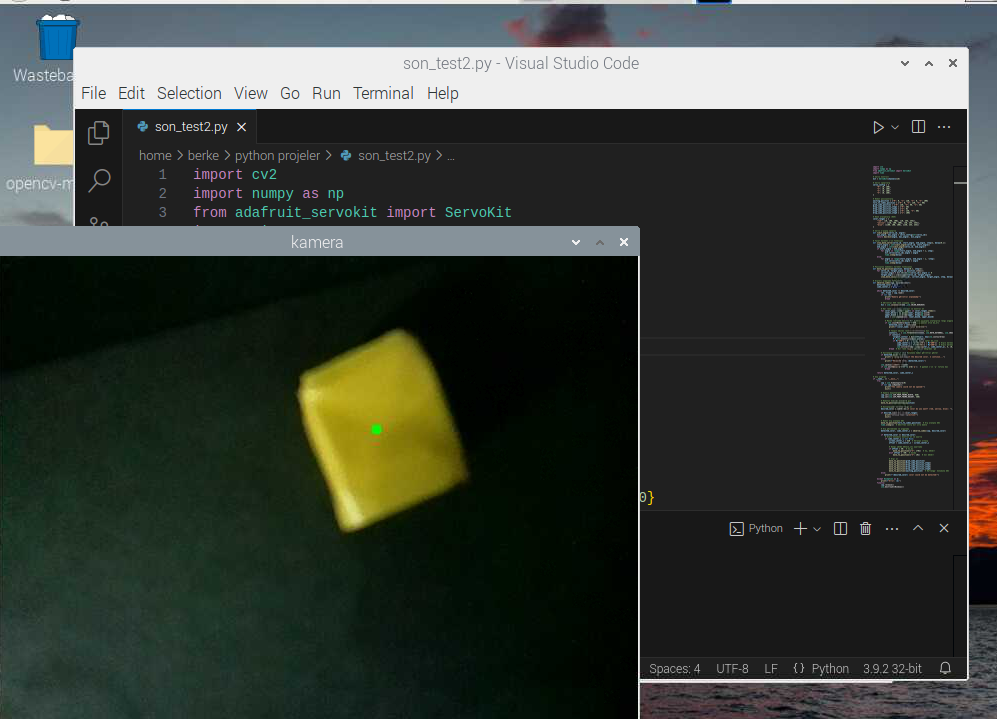 Wasteba
opencv-m
son_test2.py - Visual Studio Code
File Edit Selection View Go Run Terminal Help
son_test2.py
home > berke > python projeler > son_test2.py > ...
1 import cv2
2 import numpy as np
3 from adafruit_servokit import ServoKit
kamera
0}
Python
Spaces: 4 UTF-8 LF {} Python 3.9.2 32-bit